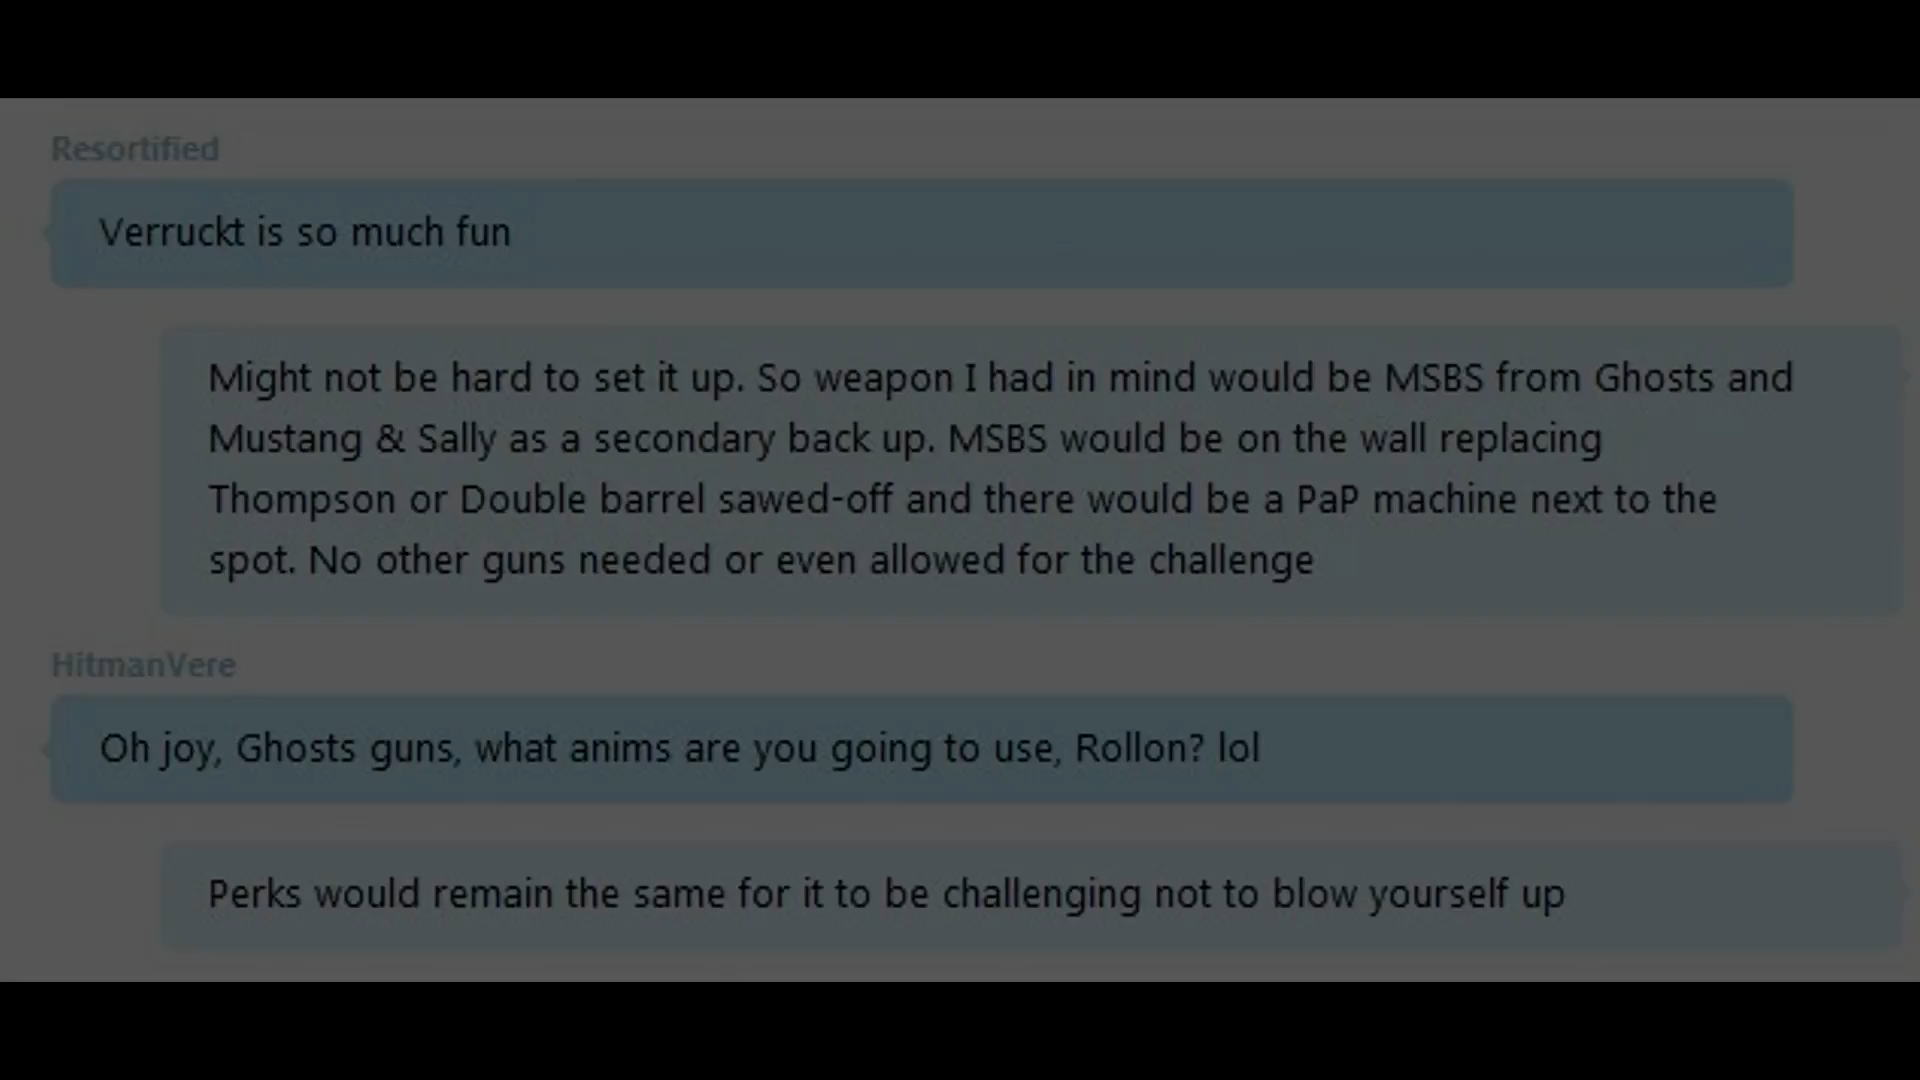 Resortified
Verruckt is so much fun
Might not be hard to set it up. So weapon I had in mind would be MSBS from Ghosts and
Mustang & Sally as a secondary back up. MSBS would be on the wall replacing
Thompson or Double barrel sawed-off and there would be a PaP machine next to the
spot. No other guns needed or even allowed for the challenge
HitmanVere
Oh joy, Ghosts guns, what anims are you going to use, Rollon? lol
Perks would remain the same for it to be challenging not to blow yourself up